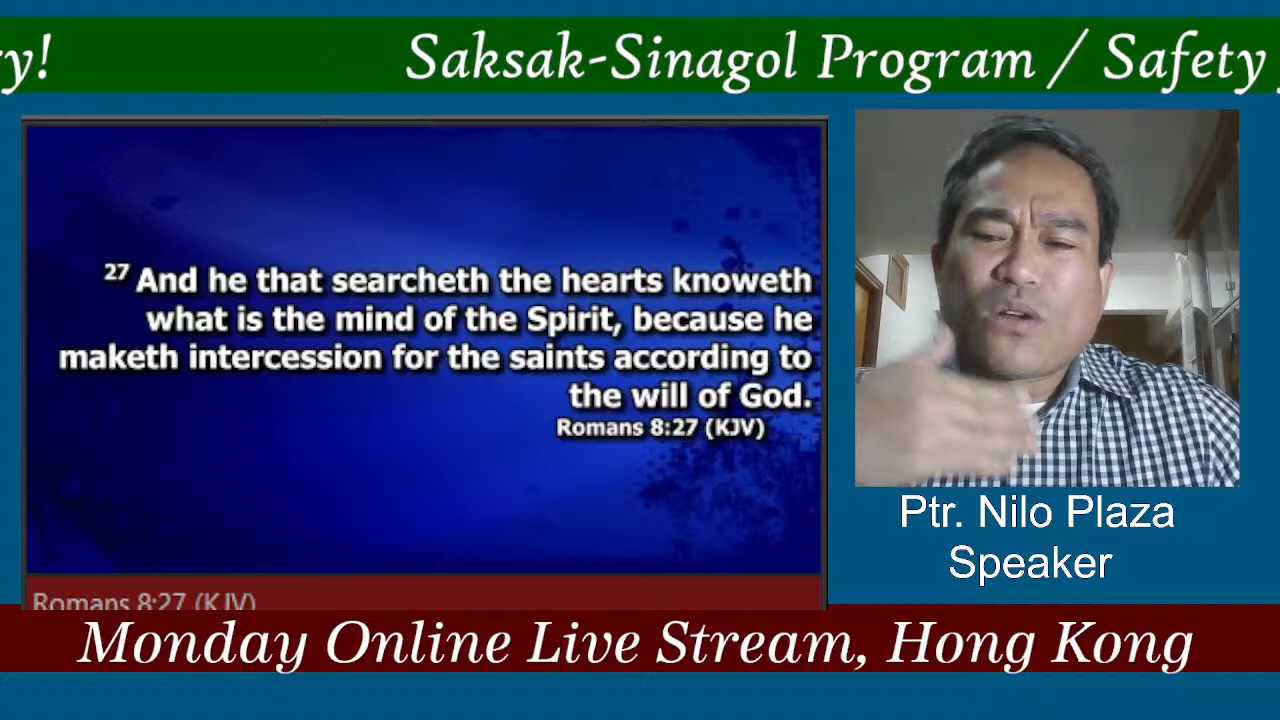 y!
Saksak-Sinagol Program / Safety
27 And he that searcheth the hearts knoweth
what is the mind of the Spirit, because he
maketh intercession for the saints according to
the will of God.
Romans 8:27 (KJV)
Romans 8:27 (KJV)
Ptr. Nilo Plaza
Speaker
Monday Online Live Stream, Hong Kong